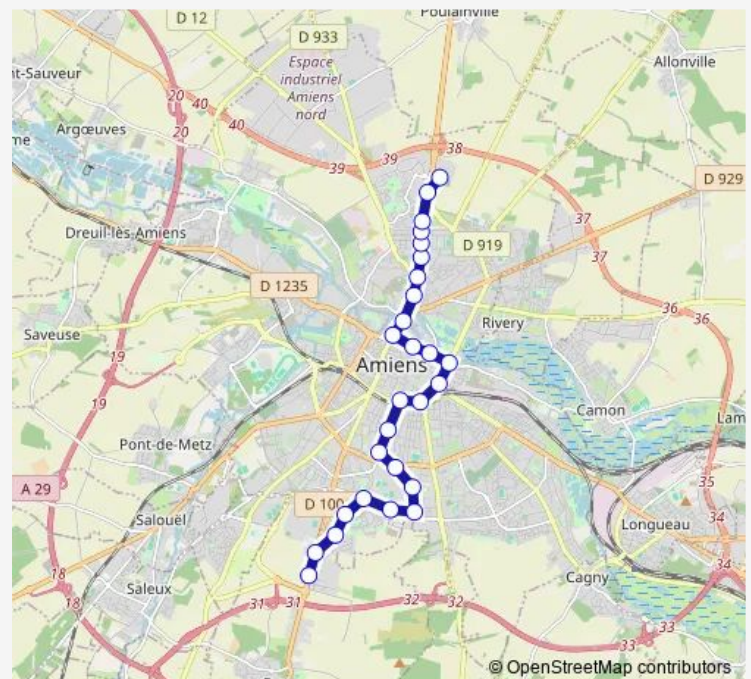 Poulainville
D 12
D 933
Espace
industriel
Amiens
nord
Allonville
nt-Sauveur
20
40
40
Argœuves
20
me
39
39
38
D 929
37
Dreuil-lès-Amiens
D 919
37
D 1235
36
36
Rivery
Saveuse
19
Amiens
19
Camon
Lam
Pont-de-Metz
A 29
35
D 100
34
Salouël
Longueau
18
18
Saleux
Cagny
34
31
31
32
32
33
33
© OpenStreetMap contributors